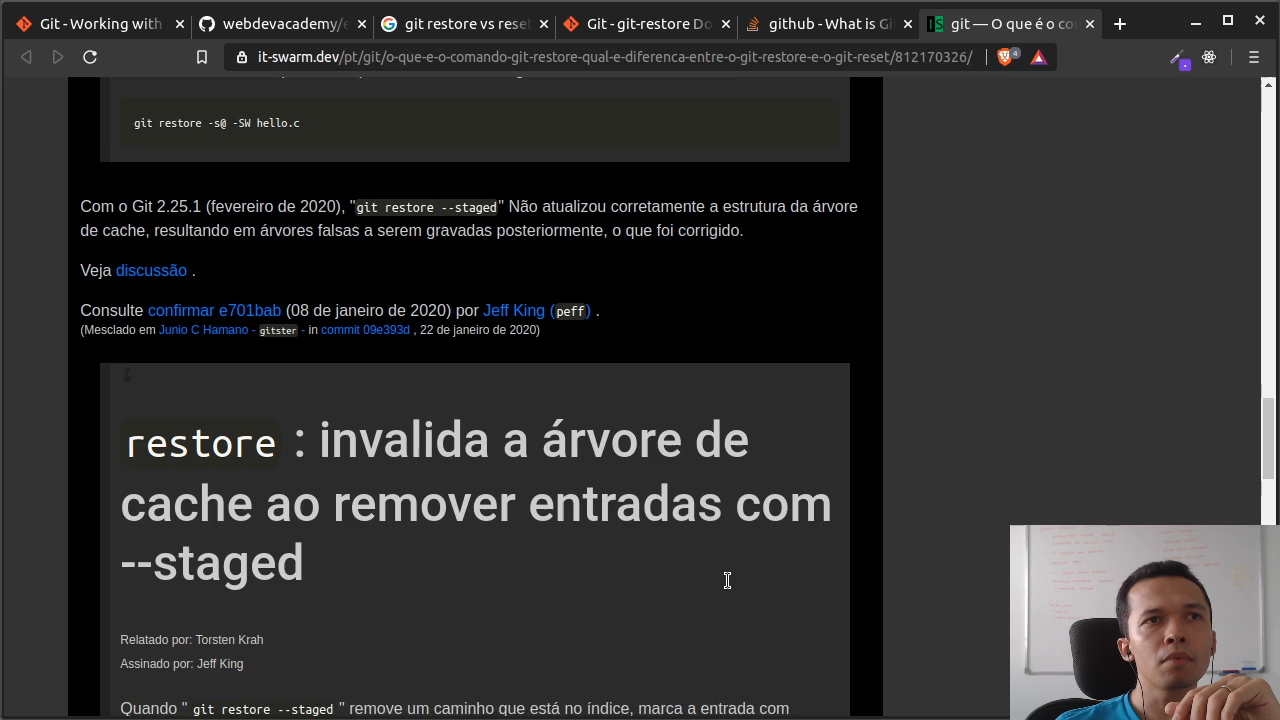 Git - Working with
webdevacademy/e
git restore vs rese
Git - git-restore Do
github - What is Gi
git — O que é o co
it-swarm.dev/pt/git/o-que-e-o-comando-git-restore-qual-e-diferenca-entre-o-git-restore-e-o-git-reset/812170326/
4
git restore -s@ -SW hello.c
Com o Git 2.25.1 (fevereiro de 2020), "git restore --staged" Não atualizou corretamente a estrutura da árvore
de cache, resultando em árvores falsas a serem gravadas posteriormente, o que foi corrigido.
Veja discussão .
Consulte confirmar e701bab (08 de janeiro de 2020) por Jeff King (peff) .
(Mesclado em Junio C Hamano - gitster - in commit 09e393d , 22 de janeiro de 2020)
restore : invalida a árvore de
cache ao remover entradas com
--staged
Relatado por: Torsten Krah
Assinado por: Jeff King
Quando " git restore --staged " remove um caminho que está no índice, marca a entrada com